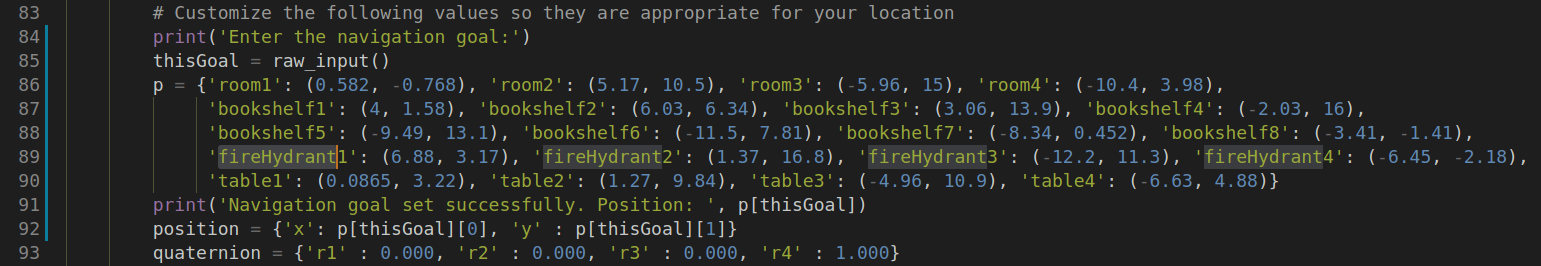 83 # Customize the following values so they are appropriate for your location
84 print('Enter the navigation goal:')
85 thisGoal = raw_input()
86 p = {'room1': (0.582, -0.768), 'room2': (5.17, 10.5), 'room3': (-5.96, 15), 'room4': (-10.4, 3.98),
87 'bookshelf1': (4, 1.58), 'bookshelf2': (6.03, 6.34), 'bookshelf3': (3.06, 13.9), 'bookshelf4': (-2.03, 16),
88 'bookshelf5': (-9.49, 13.1), 'bookshelf6': (-11.5, 7.81), 'bookshelf7': (-8.34, 0.452), 'bookshelf8': (-3.41, -1.41),
89 'fireHydrant1': (6.88, 3.17), 'fireHydrant2': (1.37, 16.8), 'fireHydrant3': (-12.2, 11.3), 'fireHydrant4': (-6.45, -2.18),
90 'table1': (0.0865, 3.22), 'table2': (1.27, 9.84), 'table3': (-4.96, 10.9), 'table4': (-6.63, 4.88)}
91 print('Navigation goal set successfully. Position: ', p[thisGoal])
92 position = {'x': p[thisGoal][0], 'y' : p[thisGoal][1]}
93 quaternion = {'r1' : 0.000, 'r2' : 0.000, 'r3' : 0.000, 'r4' : 1.000}